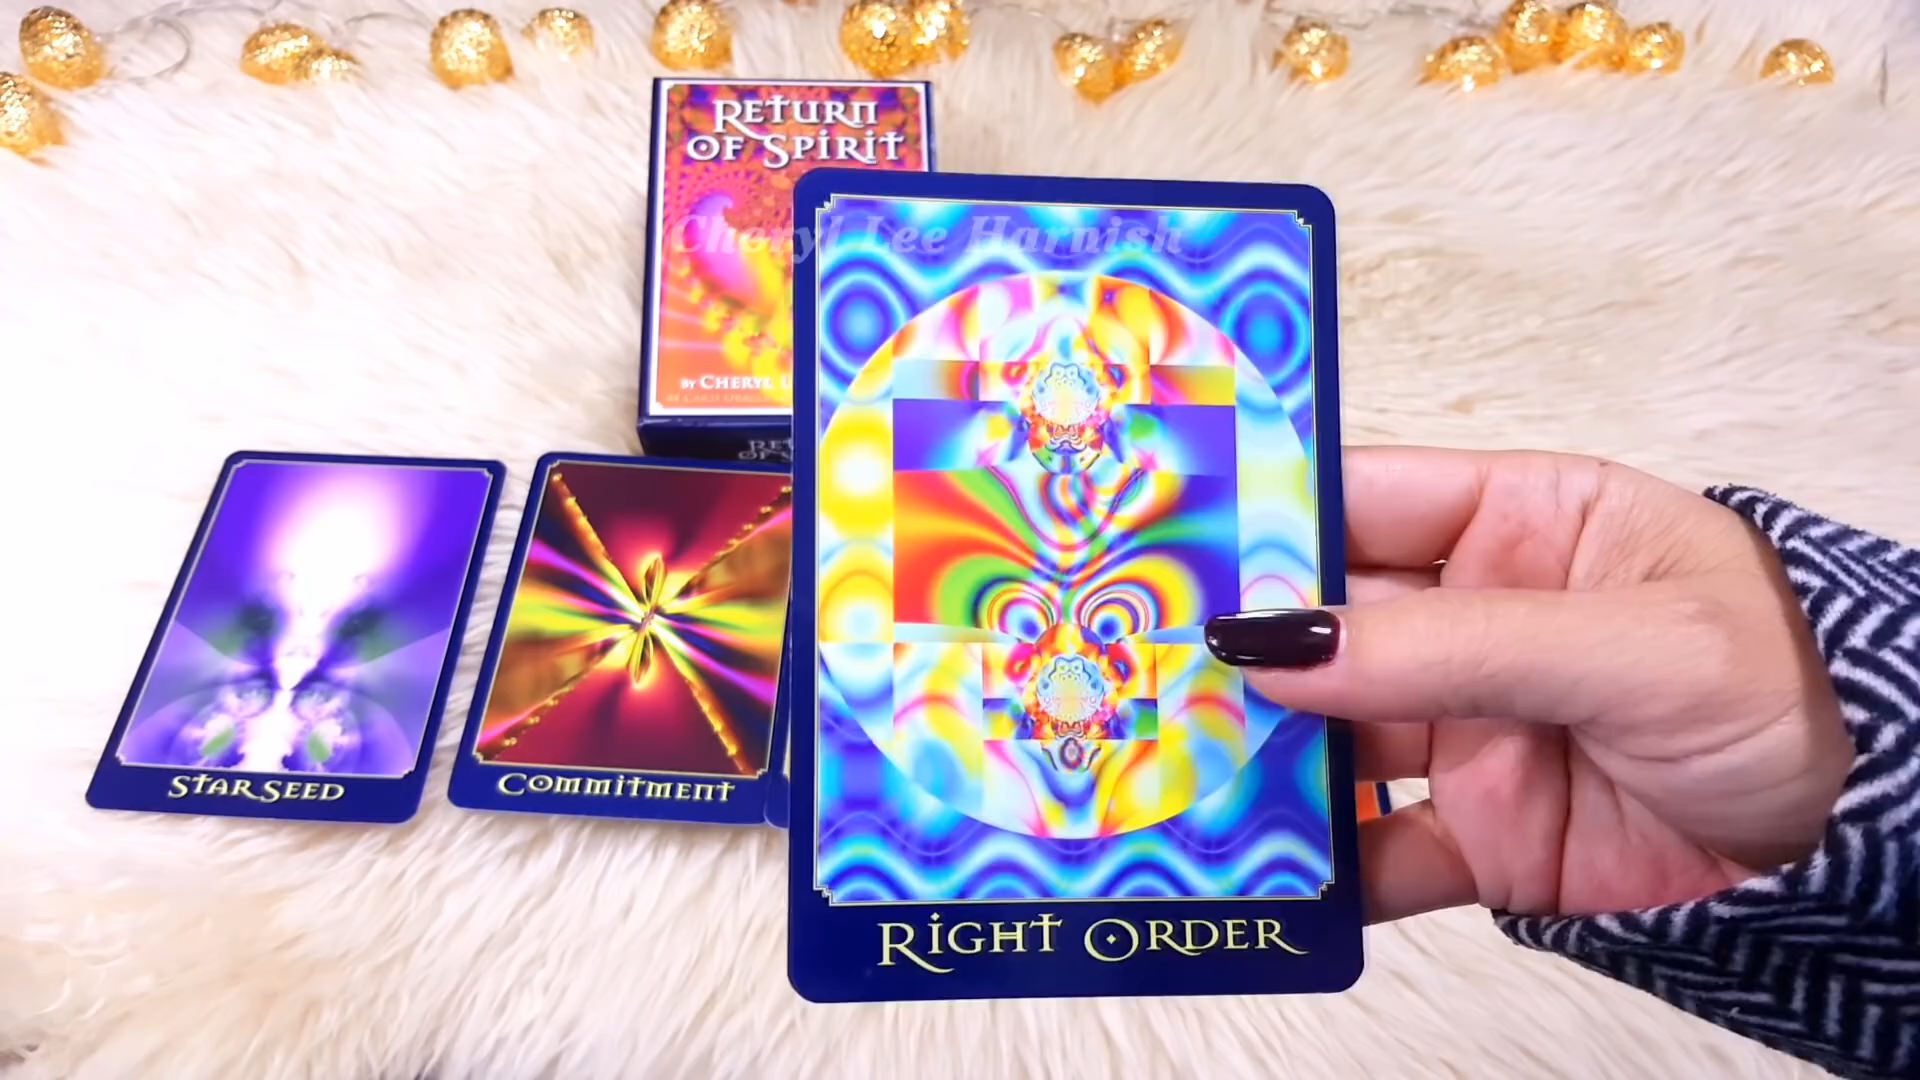 RETURN
OF SPIRIT
Cheryl Lee Harnish
BY CHERYL L
STAR SEED
COMMITMENT
RIGHT ORDER